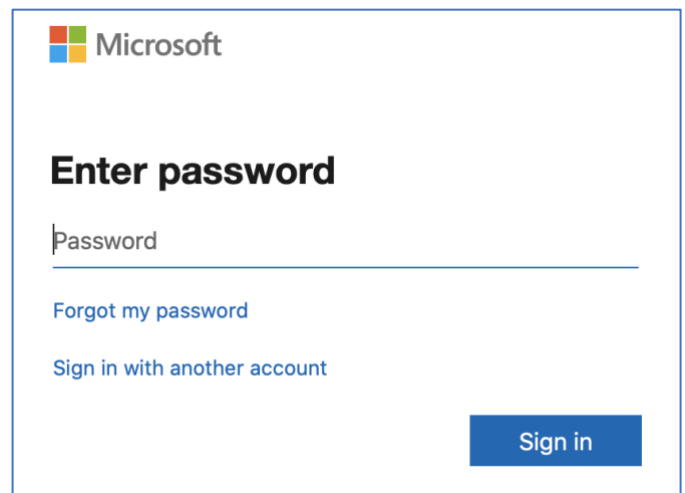 Microsoft
Enter password
Password
Forgot my password
Sign in with another account
Sign in